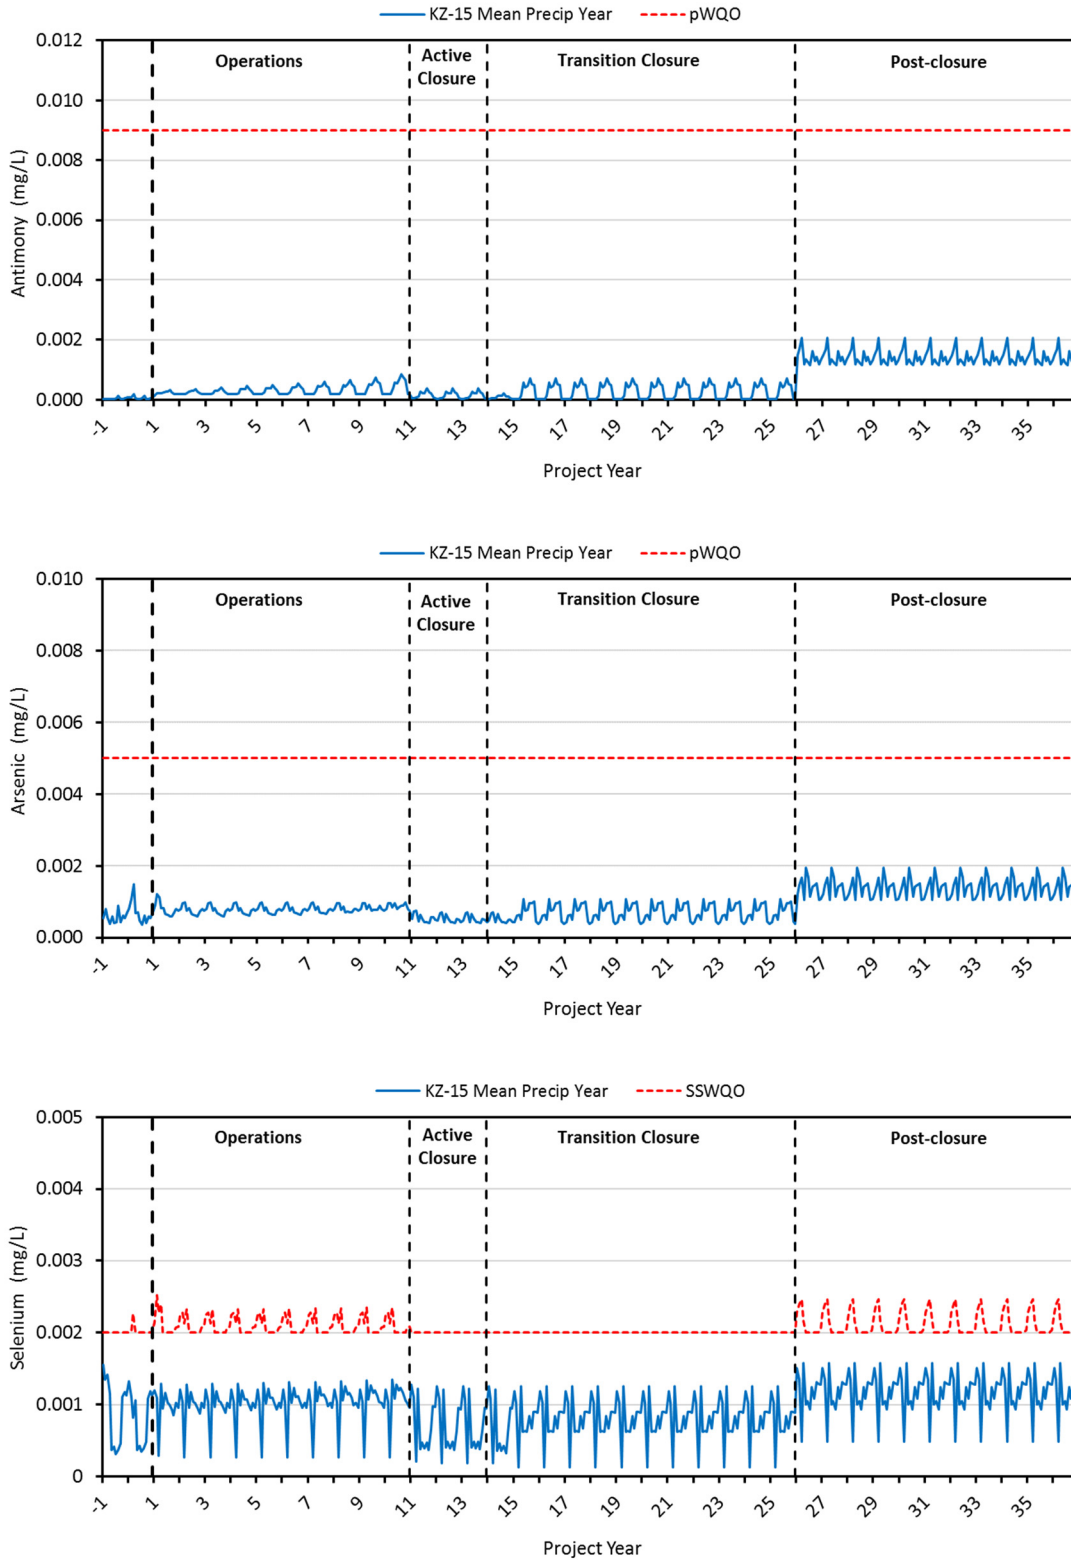 KZ-15 Mean Precip Year pWQO
0.012
0.010
0.008
0.006
0.004
0.002
0.000
Antimony (mg/L)
Operations
Active
Closure
Transition Closure
Post-closure
-1 1 3 5 7 9 11 13 15 17 19 21 23 25 27 29 31 33 35
Project Year
KZ-15 Mean Precip Year pWQO
0.010
0.008
0.006
0.004
0.002
0.000
Arsenic (mg/L)
Operations
Active
Closure
Transition Closure
Post-closure
-1 1 3 5 7 9 11 13 15 17 19 21 23 25 27 29 31 33 35
Project Year
KZ-15 Mean Precip Year SSWQO
0.005
0.004
0.003
0.002
0.001
0
Selenium (mg/L)
Operations
Active
Closure
Transition Closure
Post-closure
-1 1 3 5 7 9 11 13 15 17 19 21 23 25 27 29 31 33 35
Project Year